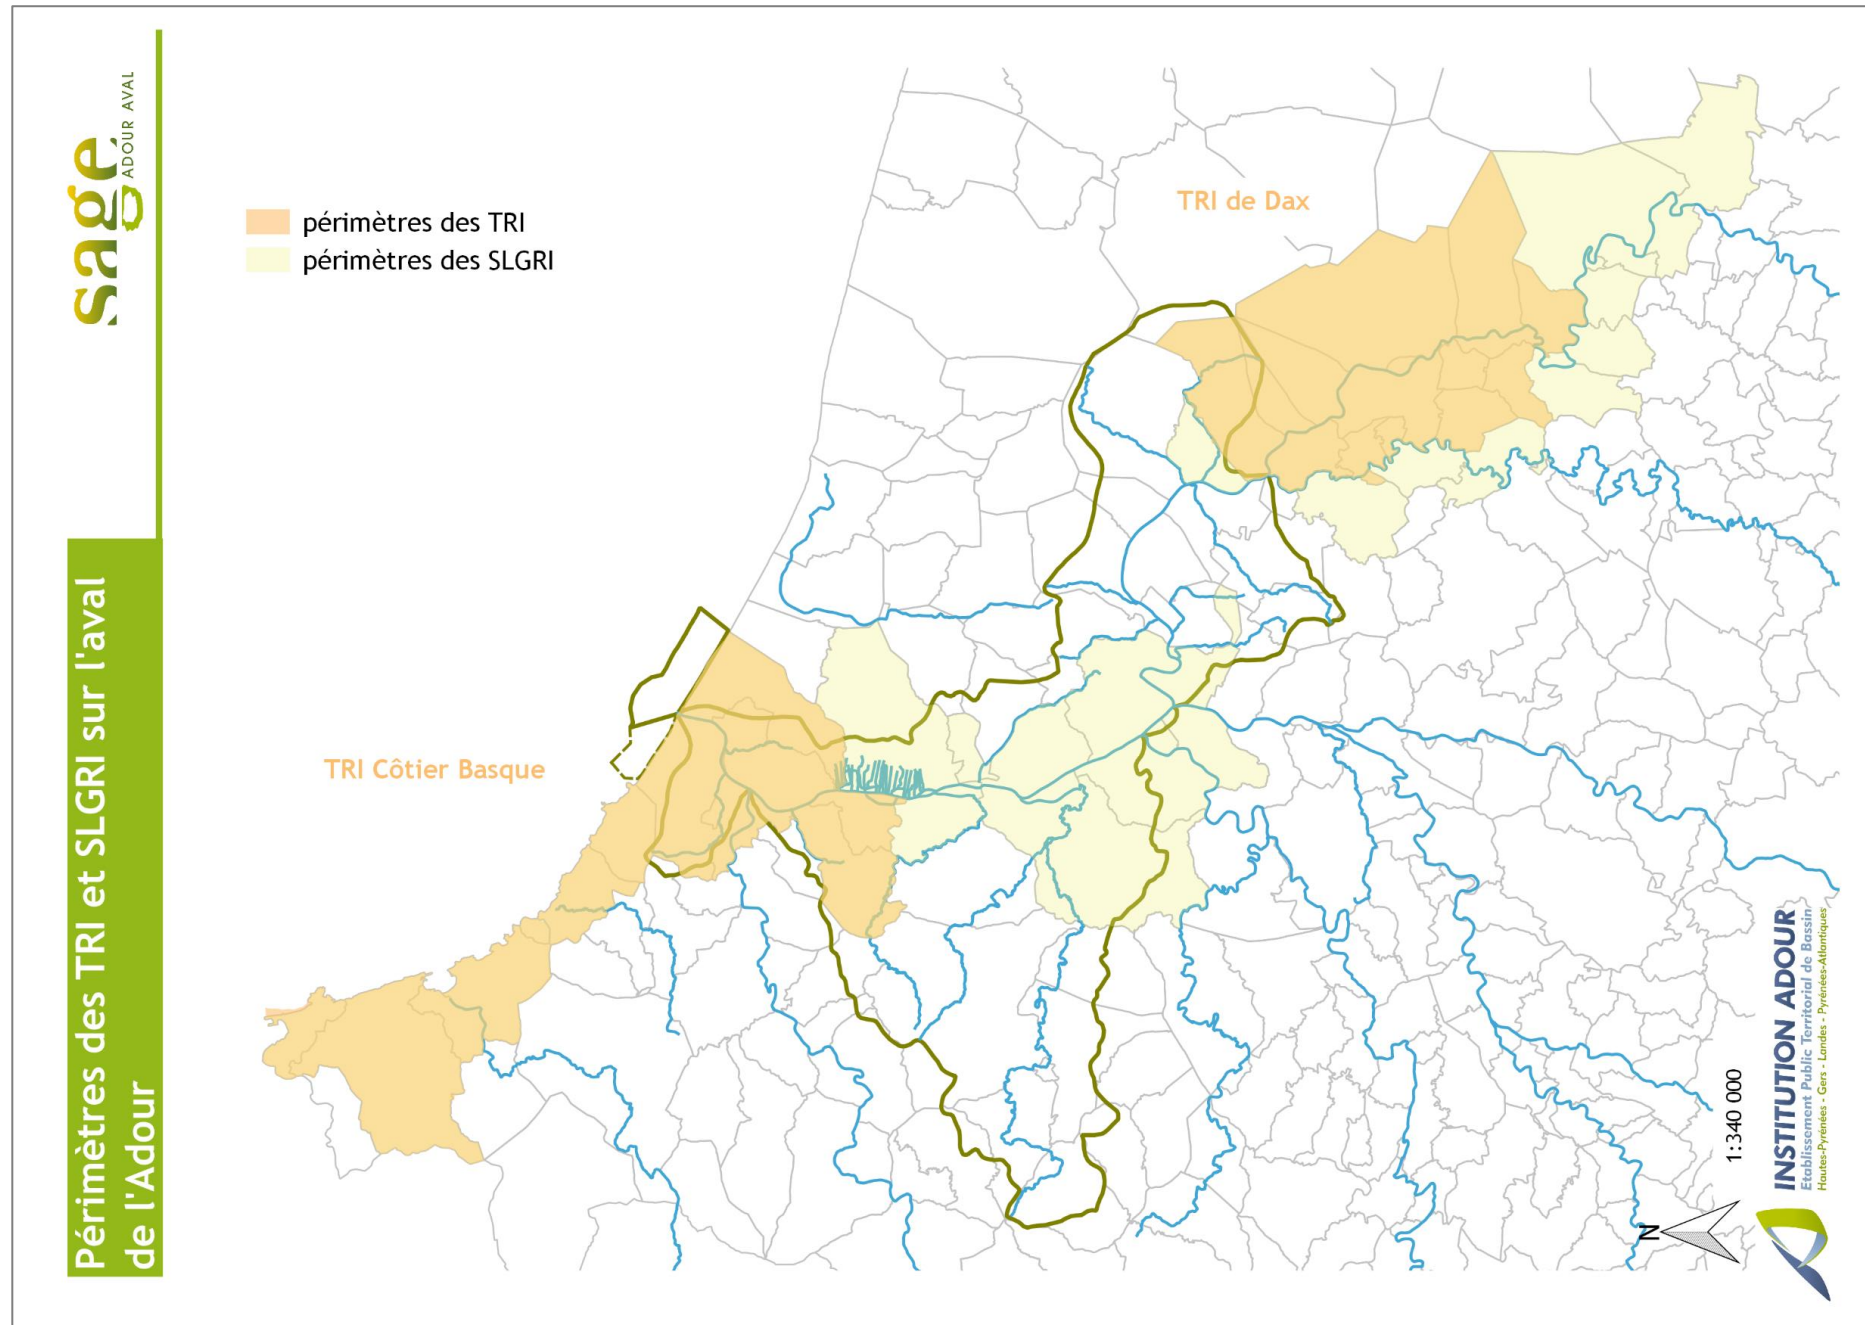 Périmètres des TRI et SLGRI sur l'aval
de l'Adour
sage
ADOUR AVAL
périmètres des TRI
périmètres des SLGRI
TRI de Dax
TRI Côtier Basque
1:340 000
N
INSTITUTION ADOUR
Etablissement Public Territorial de Bassin
Hautes-Pyrénées - Gers - Landes - Pyrénées-Atlantiques